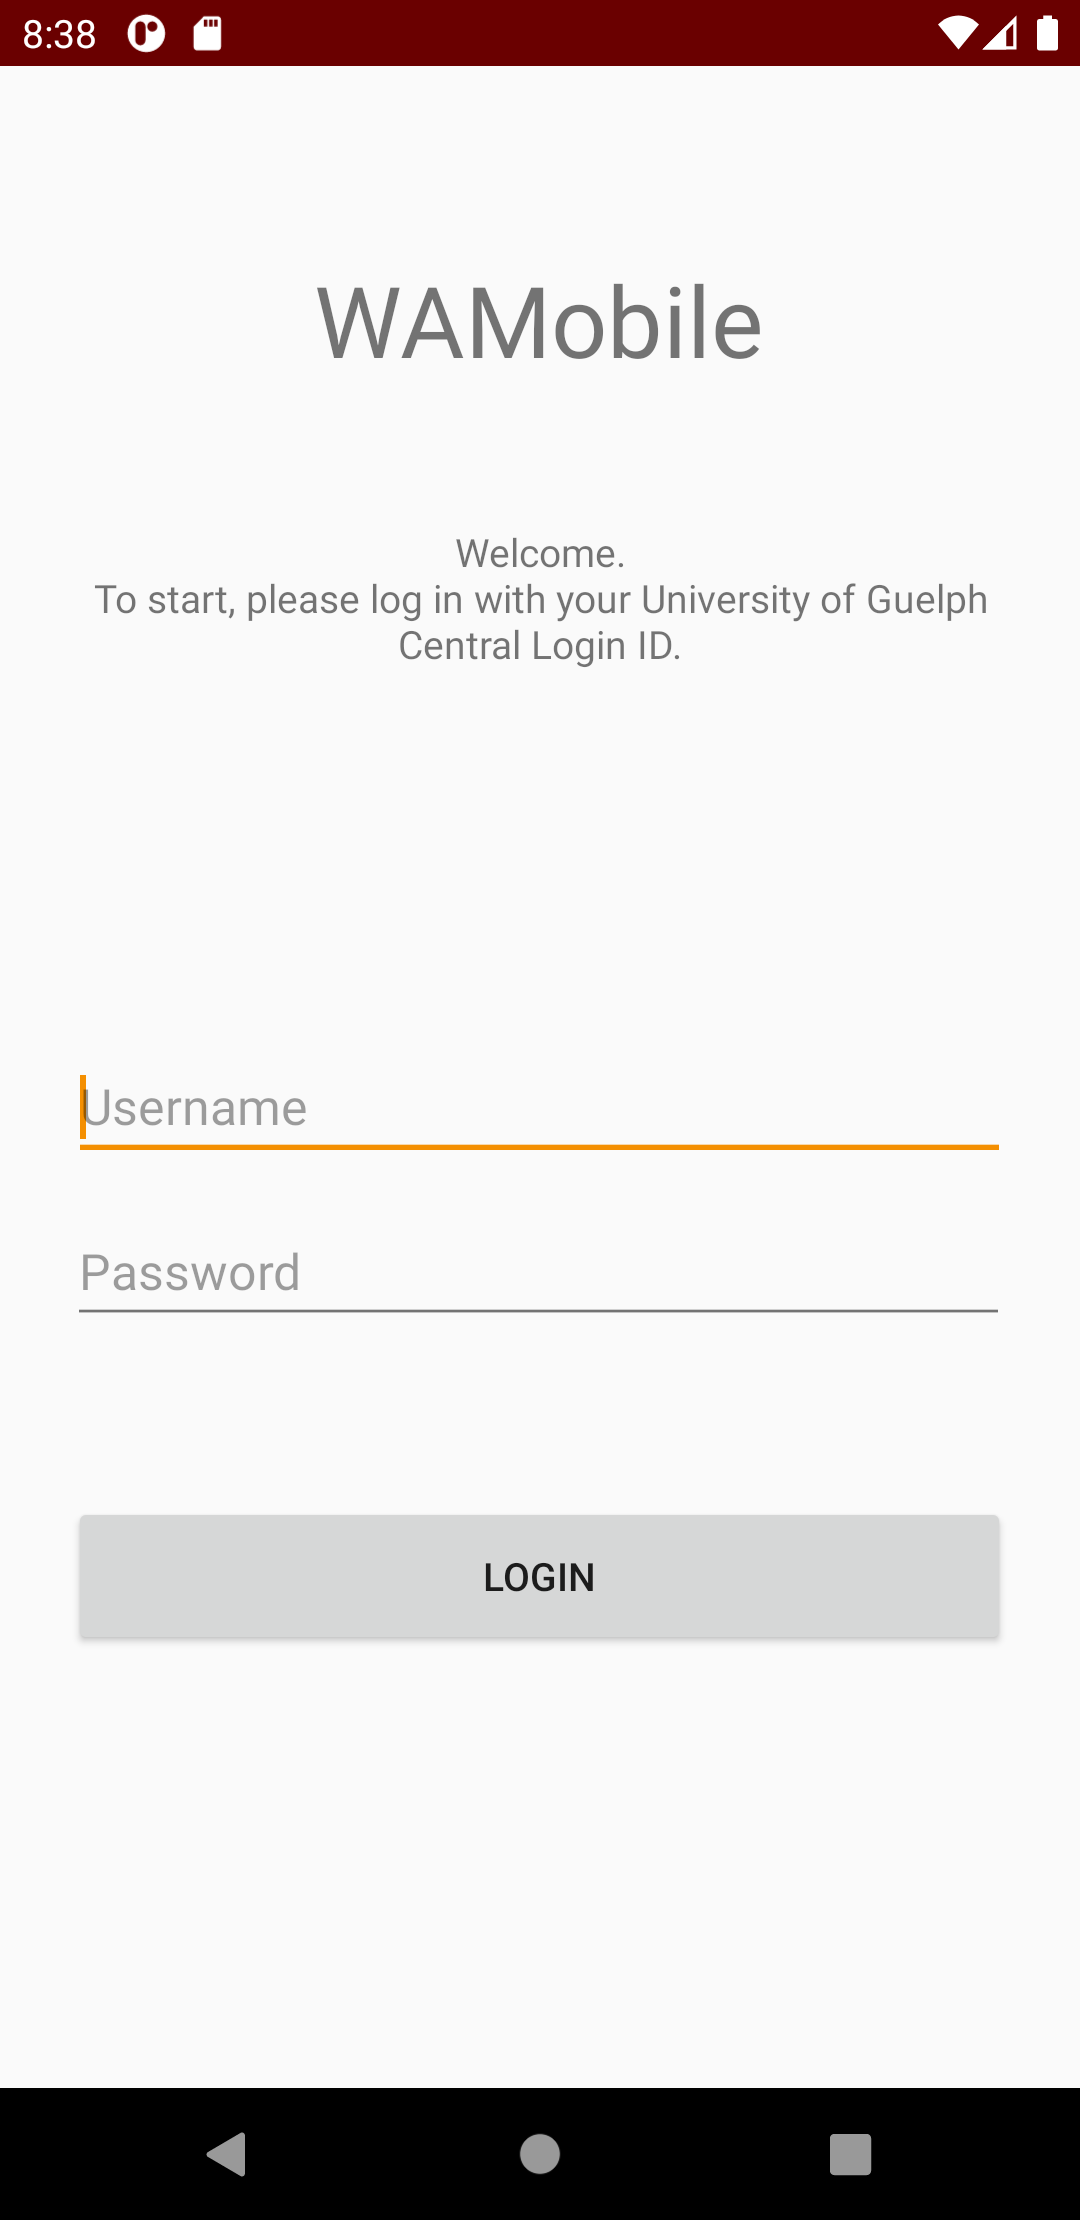 8:38
WAMobile
Welcome.
To start, please log in with your University of Guelph
Central Login ID.
Username
Password
LOGIN